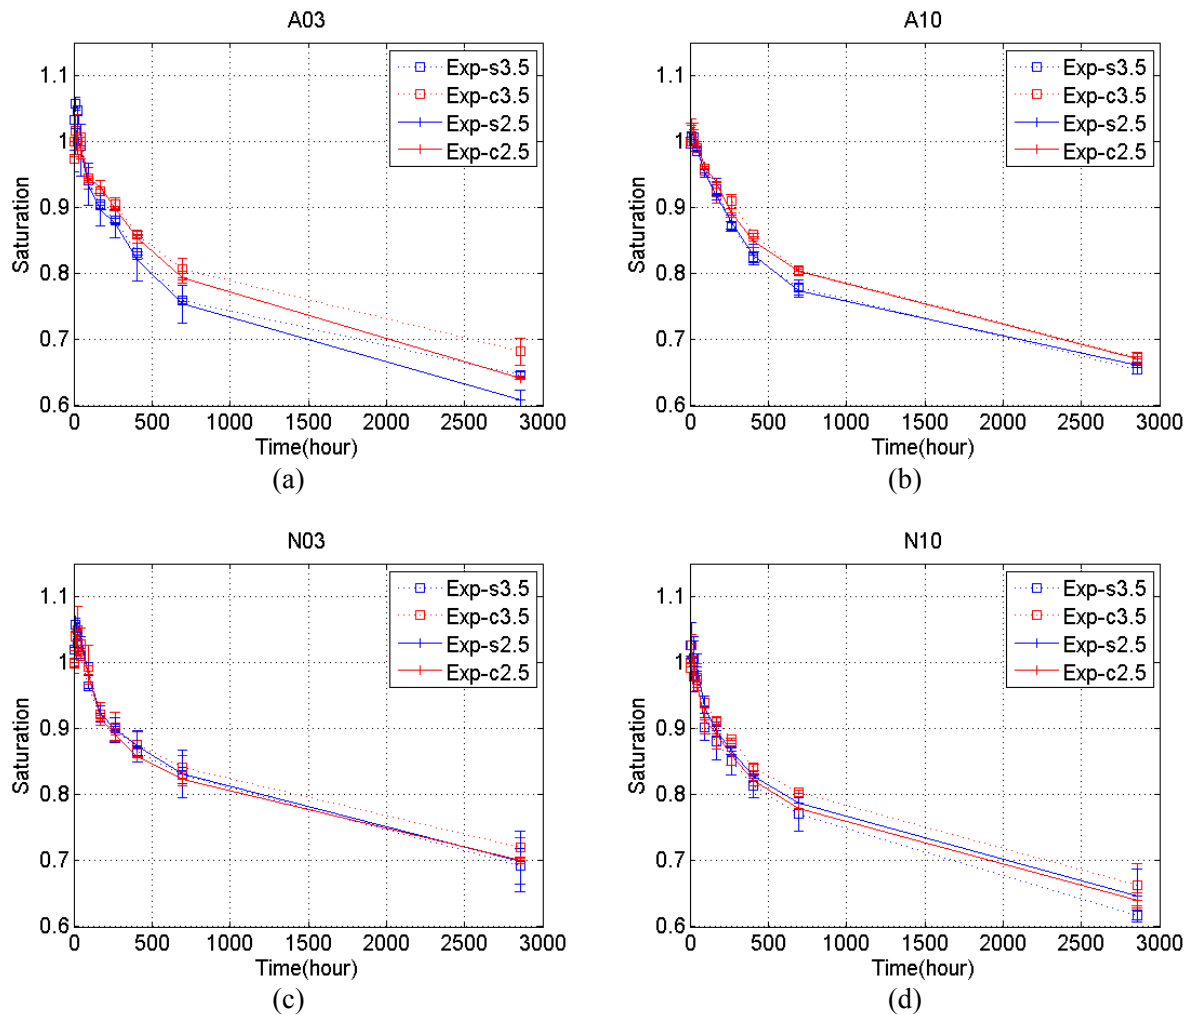 A03
Saturation
1.1
1
0.9
0.8
0.7
0.6
Exp-s3.5
Exp-c3.5
Exp-s2.5
Exp-c2.5
0 500 1000 1500 2000 2500 3000
Time(hour)
(a)
A10
Saturation
1.1
1
0.9
0.8
0.7
0.6
Exp-s3.5
Exp-c3.5
Exp-s2.5
Exp-c2.5
0 500 1000 1500 2000 2500 3000
Time(hour)
(b)
N03
Saturation
1.1
1
0.9
0.8
0.7
0.6
Exp-s3.5
Exp-c3.5
Exp-s2.5
Exp-c2.5
0 500 1000 1500 2000 2500 3000
Time(hour)
(c)
N10
Saturation
1.1
1
0.9
0.8
0.7
0.6
Exp-s3.5
Exp-c3.5
Exp-s2.5
Exp-c2.5
0 500 1000 1500 2000 2500 3000
Time(hour)
(d)